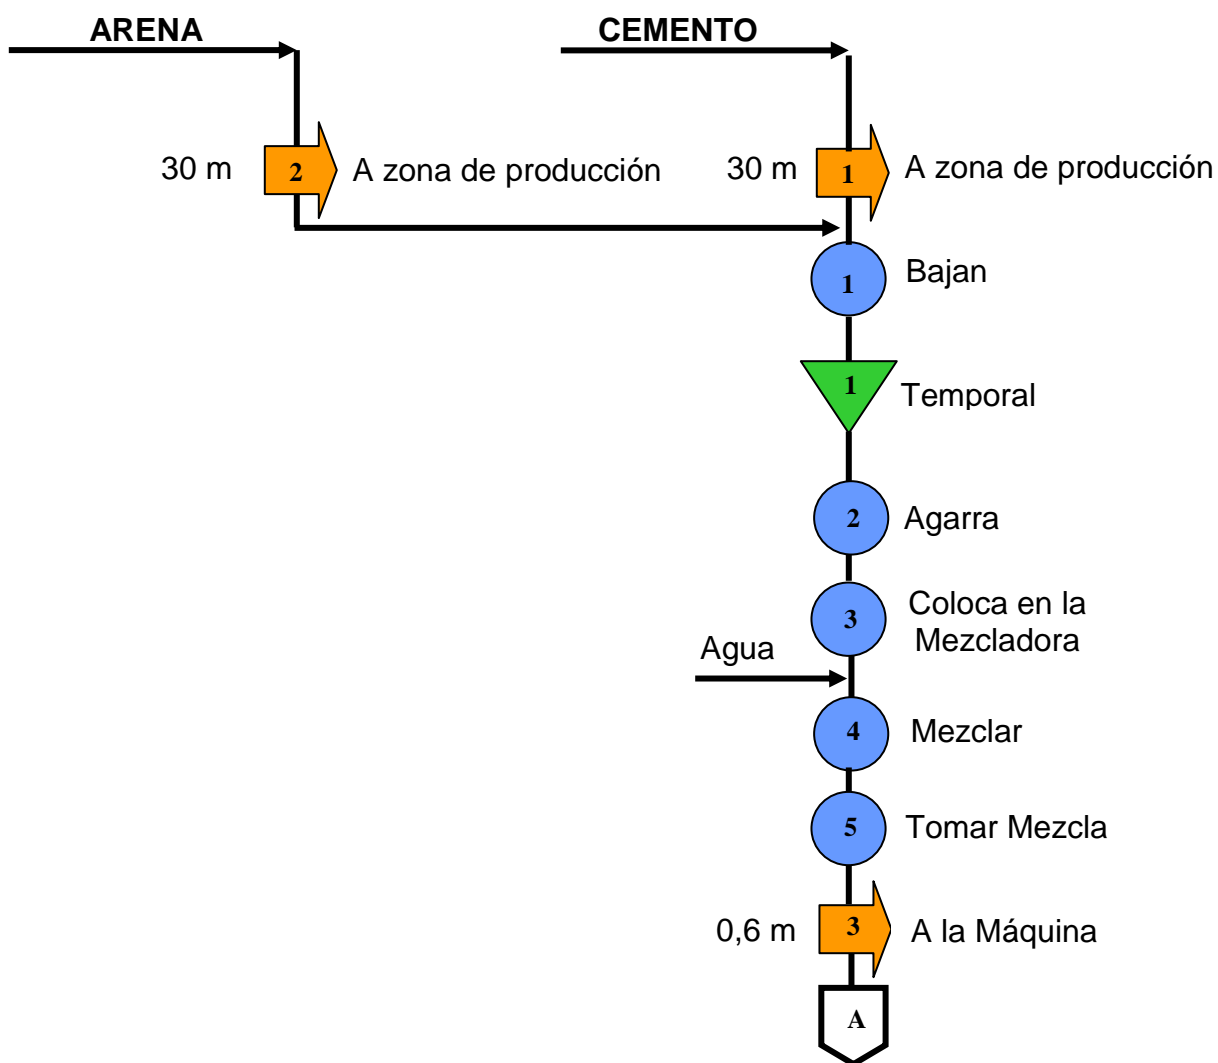 ARENA
CEMENTO
30 m
2
A zona de producción
30 m
1
A zona de producción
1
Bajan
1
Temporal
2
Agarra
3
Coloca en la
Mezcladora
Agua
4
Mezclar
5
Tomar Mezcla
0,6 m
3
A la Máquina
A